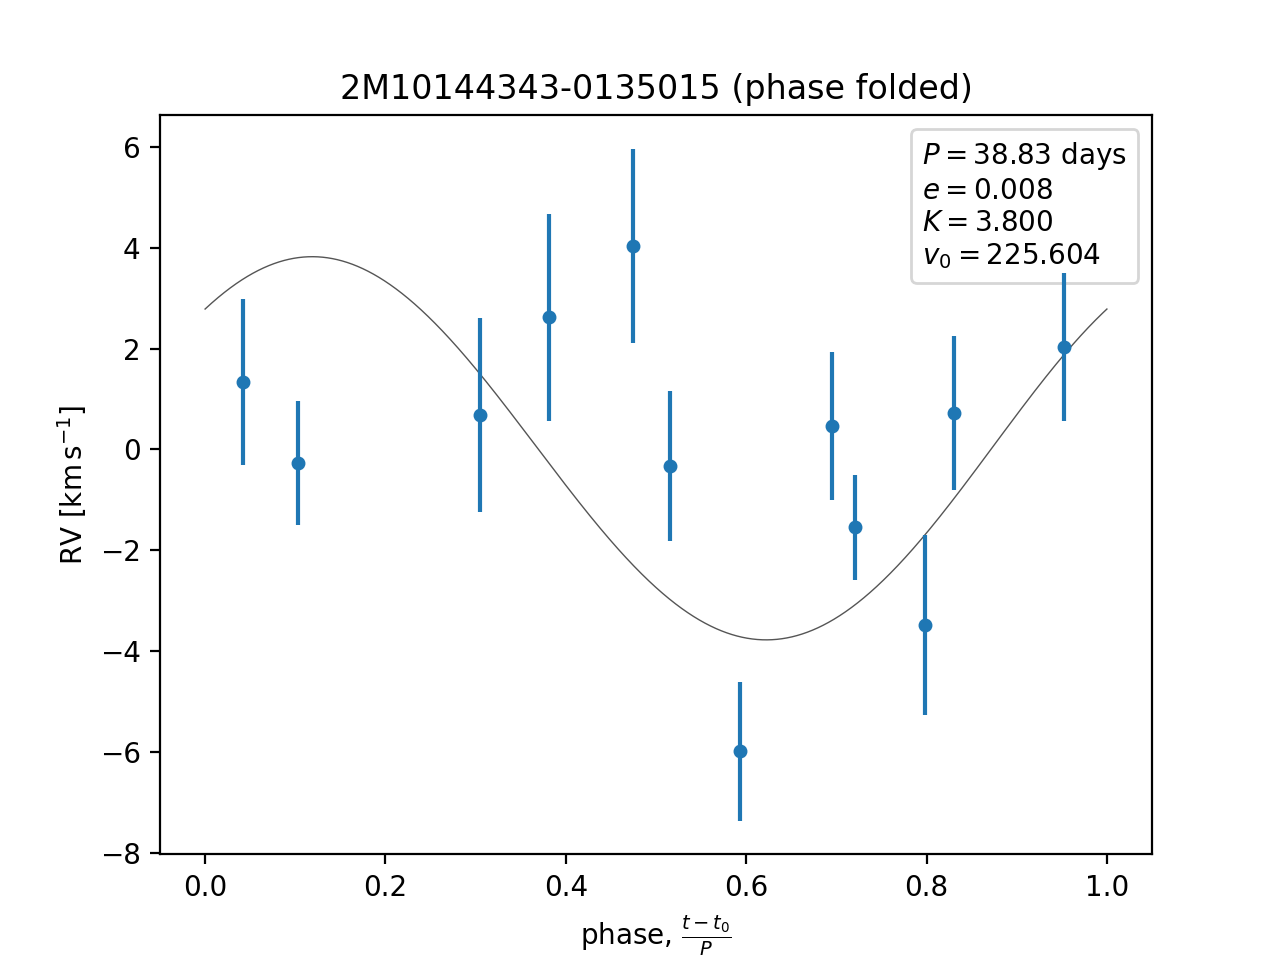 2M10144343-0135015 (phase folded)
P = 38.83 days
e = 0.008
K = 3.800
v₀ = 225.604
RV [km s⁻¹]
6
4
2
0
−2
−4
−6
−8
0.0 0.2 0.4 0.6 0.8 1.0
phase, (t − t₀)/P